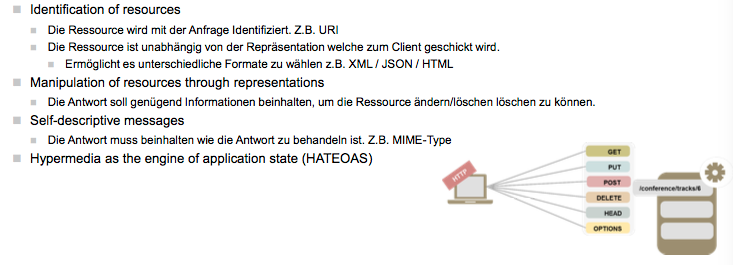 Identification of resources
Die Ressource wird mit der Anfrage Identifiziert. Z.B. URI
Die Ressource ist unabhängig von der Repräsentation welche zum Client geschickt wird.
Ermöglicht es unterschiedliche Formate zu wählen z.B. XML / JSON / HTML
Manipulation of resources through representations
Die Antwort soll genügend Informationen beinhalten, um die Ressource ändern/löschen löschen zu können.
Self-descriptive messages
Die Antwort muss beinhalten wie die Antwort zu behandeln ist. Z.B. MIME-Type
Hypermedia as the engine of application state (HATEOAS)
HTTP
GET
PUT
POST
DELETE
HEAD
OPTIONS
/conference/tracks/6